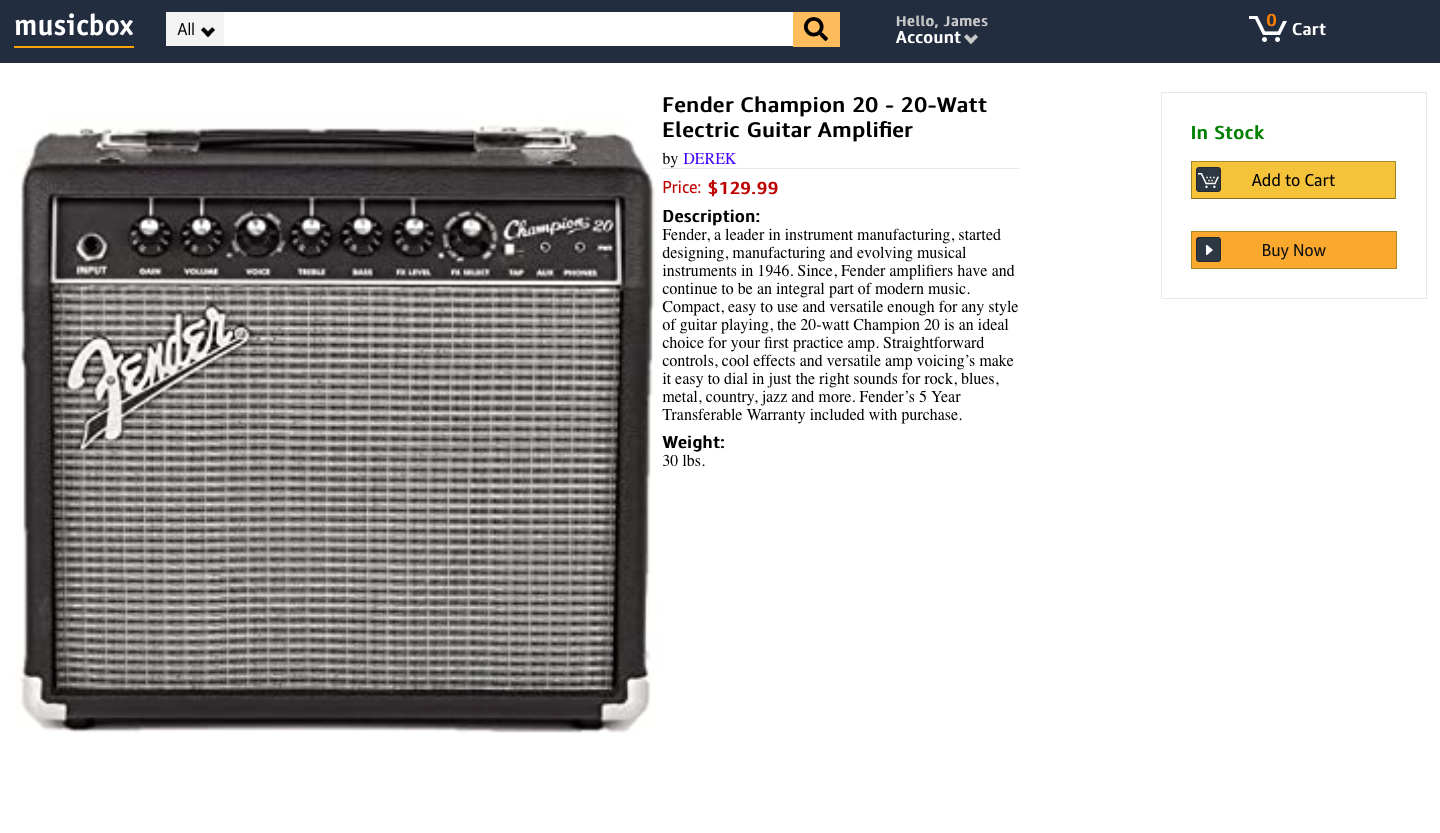 musicbox
All
Hello, James
Account
0
Cart
Fender Champion 20 - 20-Watt
Electric Guitar Amplifier
by DEREK
Price: $129.99
Description:
Fender, a leader in instrument manufacturing, started
designing, manufacturing and evolving musical
instruments in 1946. Since, Fender amplifiers have and
continue to be an integral part of modern music.
Compact, easy to use and versatile enough for any style
of guitar playing, the 20-watt Champion 20 is an ideal
choice for your first practice amp. Straightforward
controls, cool effects and versatile amp voicing’s make
it easy to dial in just the right sounds for rock, blues,
metal, country, jazz and more. Fender’s 5 Year
Transferable Warranty included with purchase.
Weight:
30 lbs.
In Stock
Add to Cart
Buy Now
Champion 20
INPUT GAIN VOLUME VOICE TREBLE BASS FX LEVEL FX SELECT TAP AUX PHONES
Fender